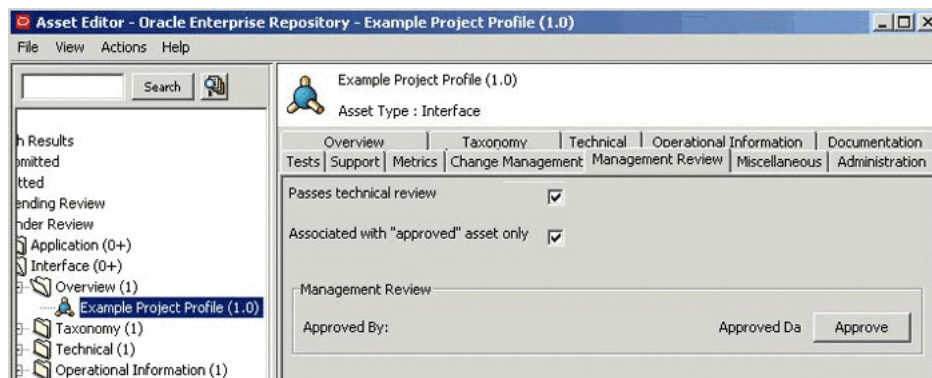 Asset Editor - Oracle Enterprise Repository - Example Project Profile (1.0)
File View Actions Help
Search
Example Project Profile (1.0)
Asset Type : Interface
h Results
omitted
tted
ending Review
nder Review
Application (0+)
Interface (0+)
Overview (1)
Example Project Profile (1.0)
Taxonomy (1)
Technical (1)
Operational Information (1)
Overview Taxonomy Technical Operational Information Documentation
Tests Support Metrics Change Management Management Review Miscellaneous Administration
Passes technical review
Associated with "approved" asset only
Management Review
Approved By: Approved Da Approve